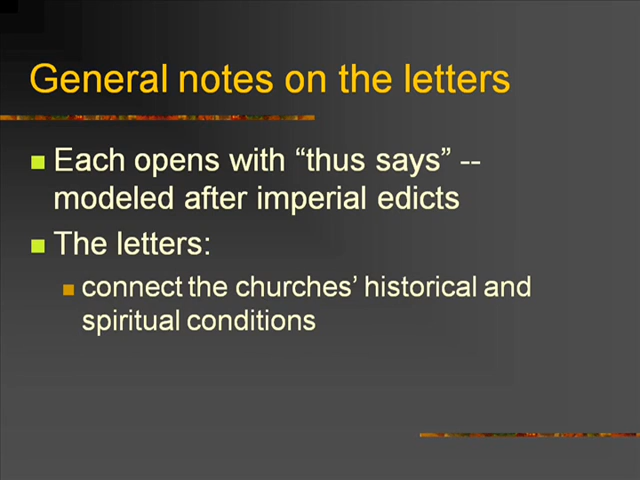 General notes on the letters
Each opens with “thus says” --
modeled after imperial edicts
The letters:
connect the churches’ historical and
spiritual conditions